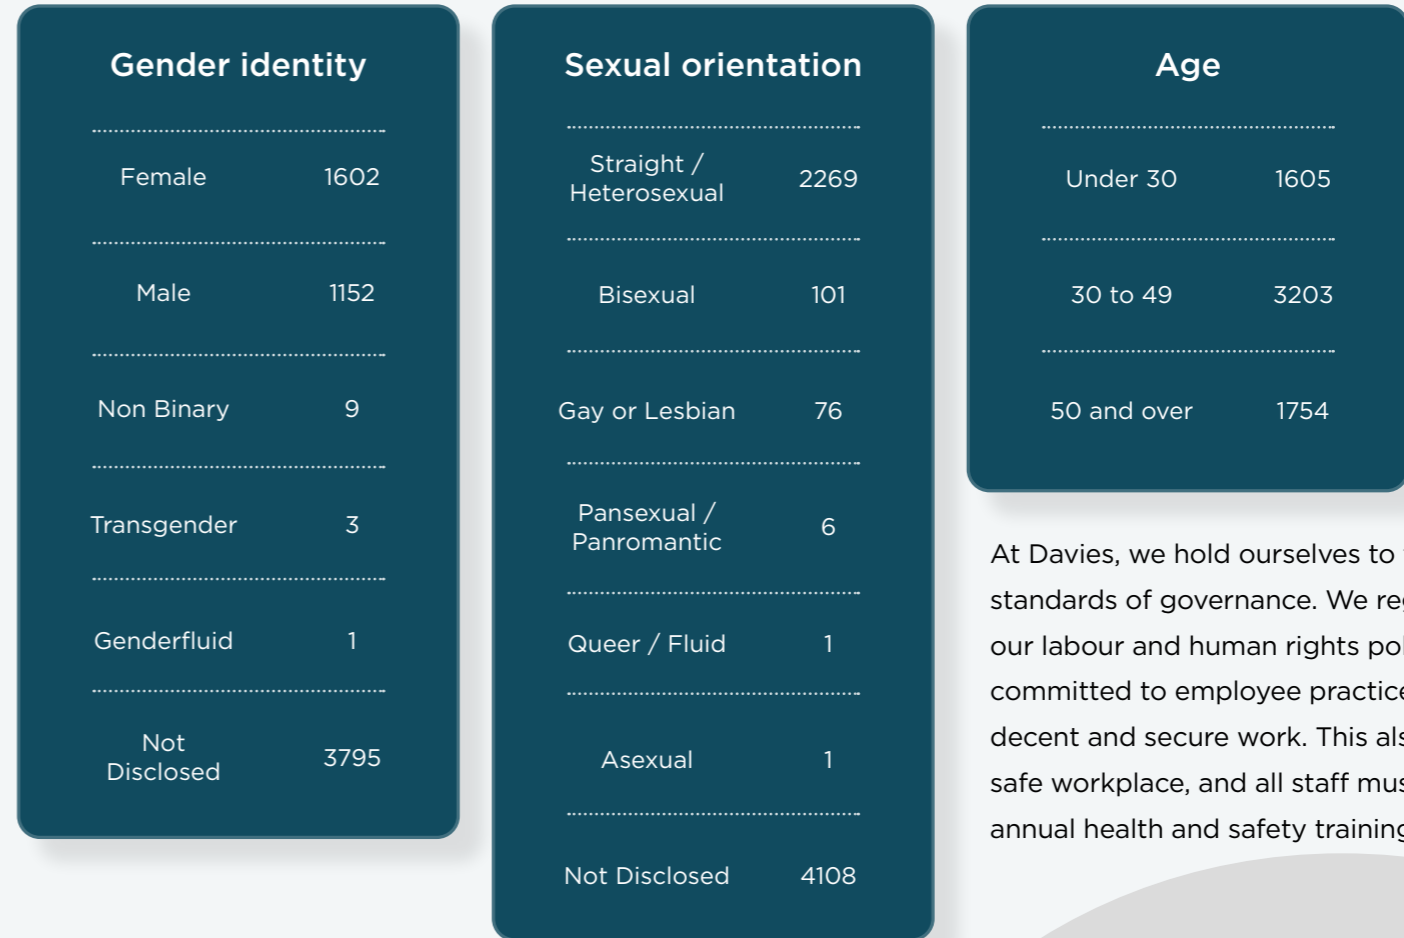 Gender identity
Female 1602
Male 1152
Non Binary 9
Transgender 3
Genderfluid 1
Not
Disclosed 3795
Sexual orientation
Straight /
Heterosexual 2269
Bisexual 101
Gay or Lesbian 76
Pansexual /
Panromantic 6
Queer / Fluid 1
Asexual 1
Not Disclosed 4108
Age
Under 30 1605
30 to 49 3203
50 and over 1754
At Davies, we hold ourselves to
standards of governance. We
our labour and human rights
committed to employee
decent and secure work. This
safe workplace, and all staff
annual health and safety